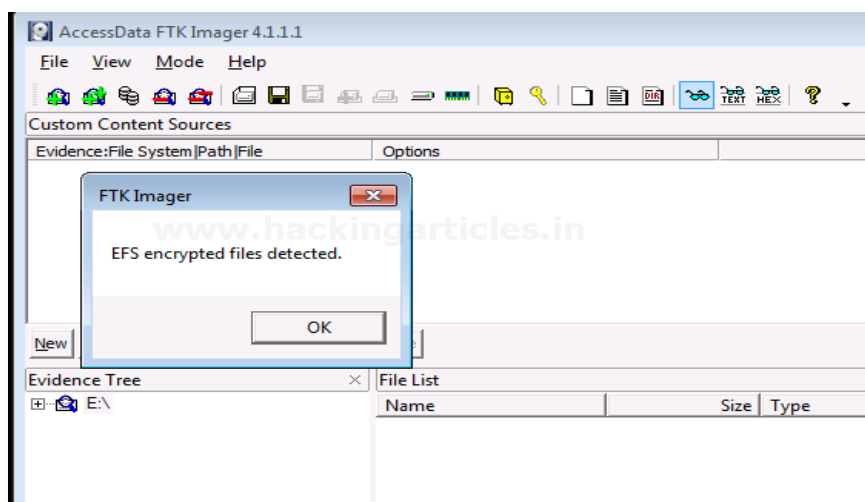 AccessData FTK Imager 4.1.1.1
File View Mode Help
TEXT HEX
DIR
Custom Content Sources
Evidence:File System|Path|File Options
FTK Imager
www.hackingarticles.in
EFS encrypted files detected.
OK
New
Evidence Tree
File List
E:\
Name Size Type